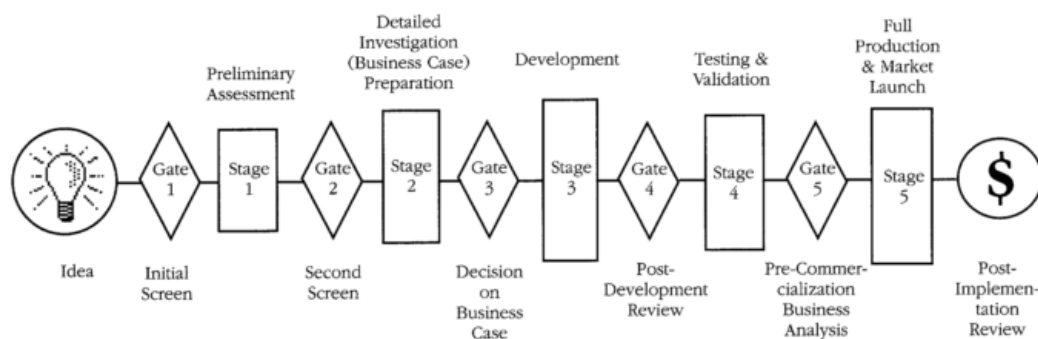 Preliminary
Assessment
Detailed
Investigation
(Business Case)
Preparation
Development
Testing &
Validation
Full
Production
& Market
Launch
Gate
1
Stage
1
Gate
2
Stage
2
Gate
3
Stage
3
Gate
4
Stage
4
Gate
5
Stage
5
$
Idea
Initial
Screen
Second
Screen
Decision
on
Business
Case
Post-
Development
Review
Pre-Commer-
cialization
Business
Analysis
Post-
Implemen-
tation
Review